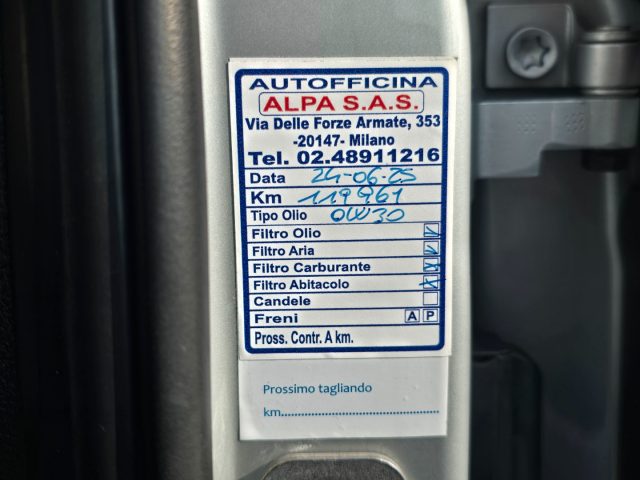 AUTOFFICINA
ALPA S.A.S.
Via Delle Forze Armate, 353
-20147- Milano
Tel. 02.48911216
Data 24-06-25
Km 119961
Tipo Olio 0W30
Filtro Olio
Filtro Aria
Filtro Carburante
Filtro Abitacolo
Candele
Freni A P
Pross. Contr. A km.
Prossimo tagliando
km.............................................